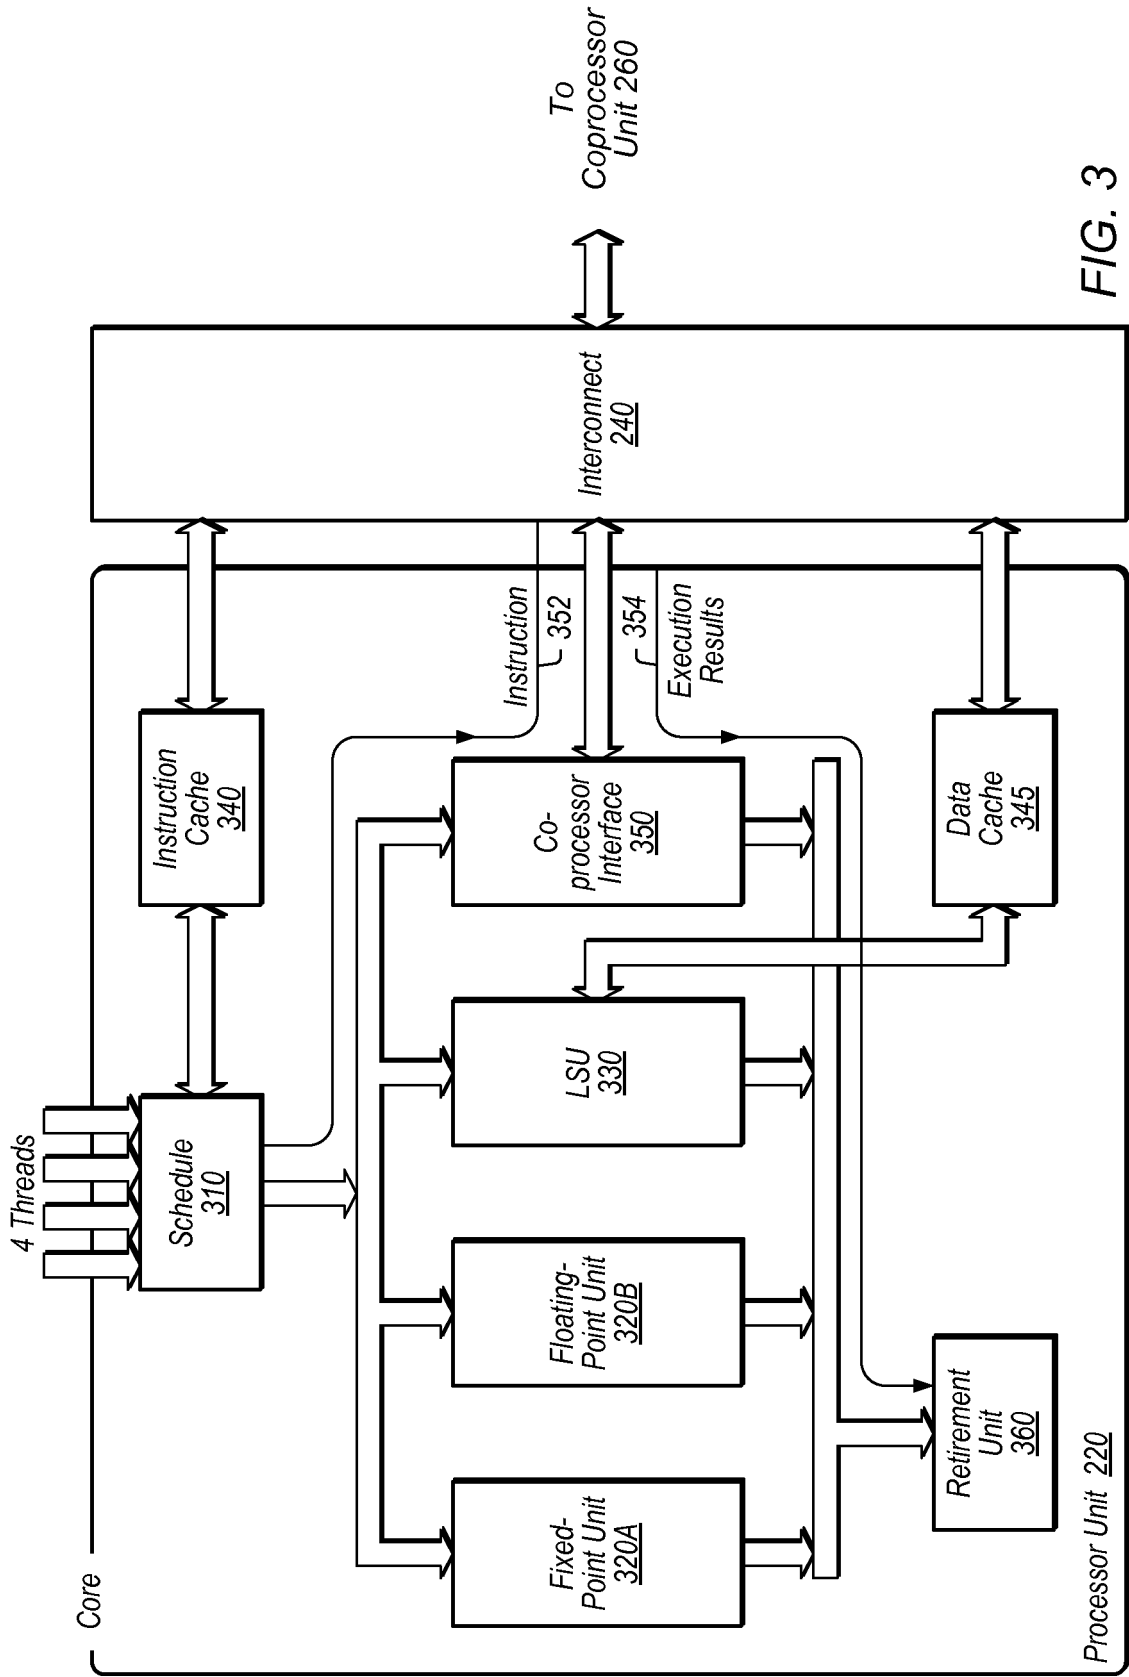 Core
4 Threads
Schedule
310
Instruction
Cache
340
Fixed-
Point Unit
320A
Floating-
Point Unit
320B
LSU
330
Co-
processor
Interface
350
Instruction
352
354
Execution
Results
Interconnect
240
To
Coprocessor
Unit 260
Retirement
Unit
360
Data
Cache
345
Processor Unit 220
FIG. 3